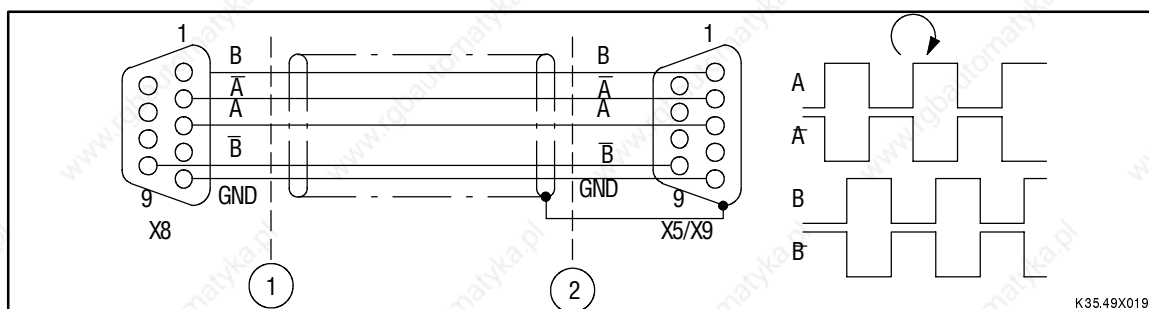 1
B
A̅
A
B̅
GND
9
X8
1
1
B
A̅
A
B̅
GND
9
X5/X9
2
A
A̅
B
B̅
K35.49X019
www.rgbautomatyka.pl